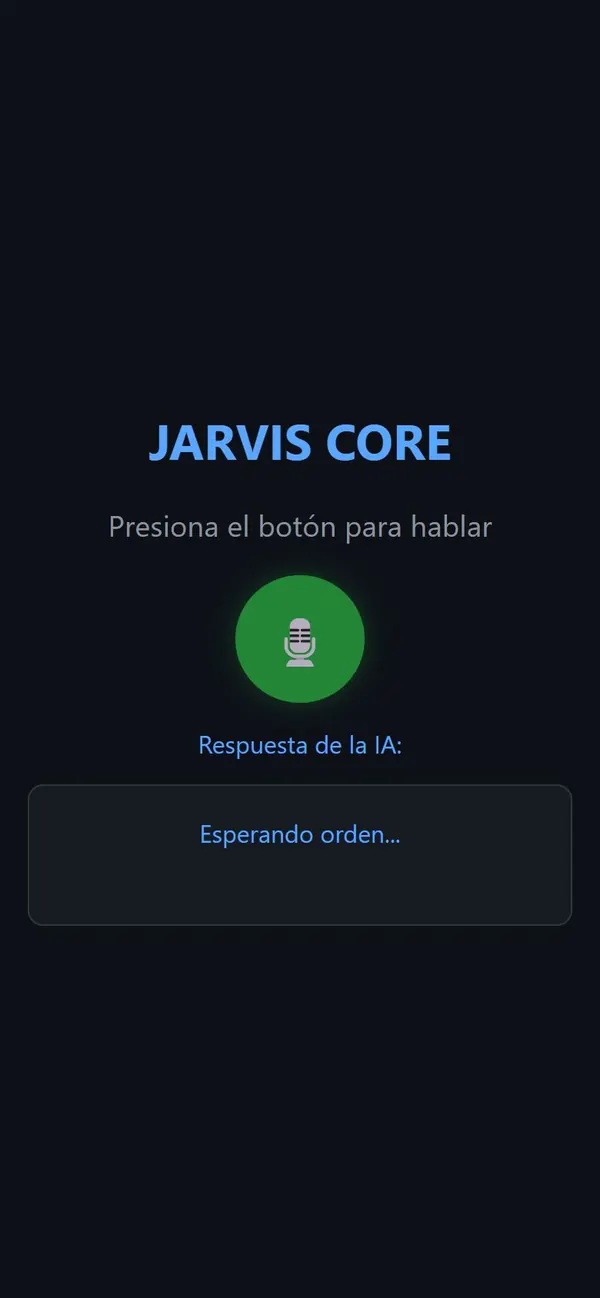 JARVIS CORE
Presiona el botón para hablar
Respuesta de la IA:
Esperando orden...